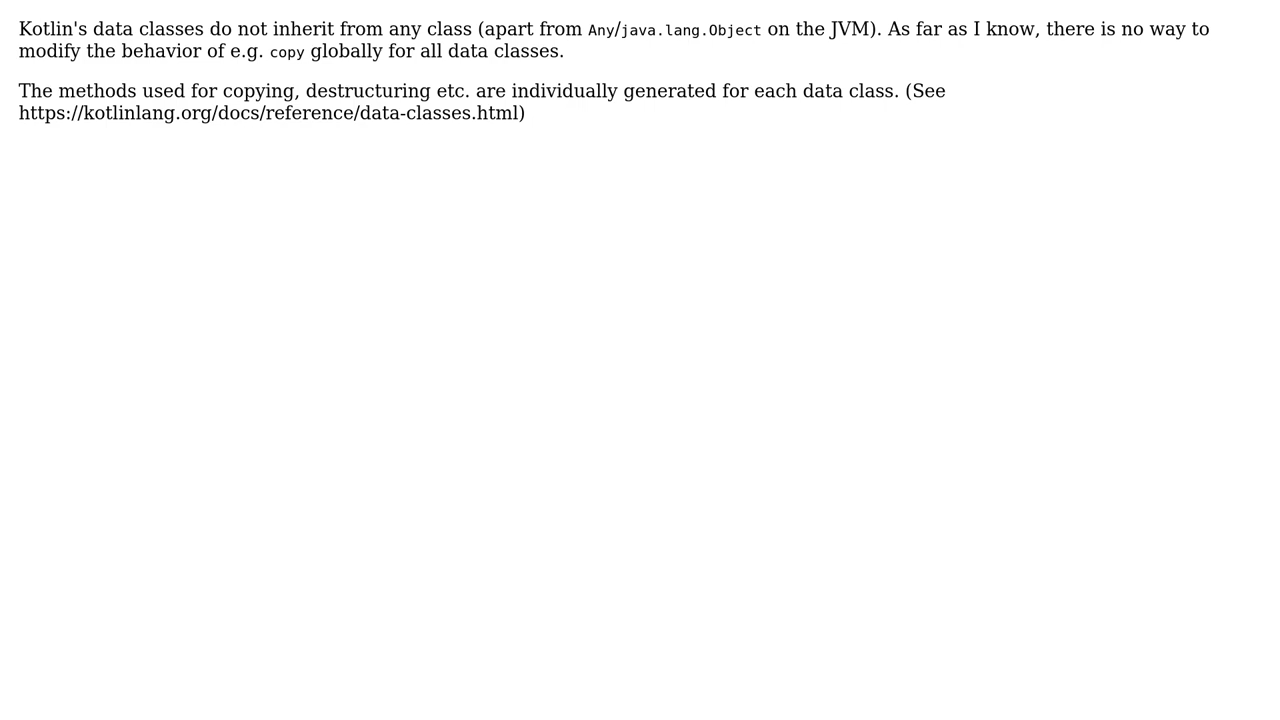 Kotlin's data classes do not inherit from any class (apart from Any/java.lang.Object on the JVM). As far as I know, there is no way to
modify the behavior of e.g. copy globally for all data classes.
The methods used for copying, destructuring etc. are individually generated for each data class. (See
https://kotlinlang.org/docs/reference/data-classes.html)